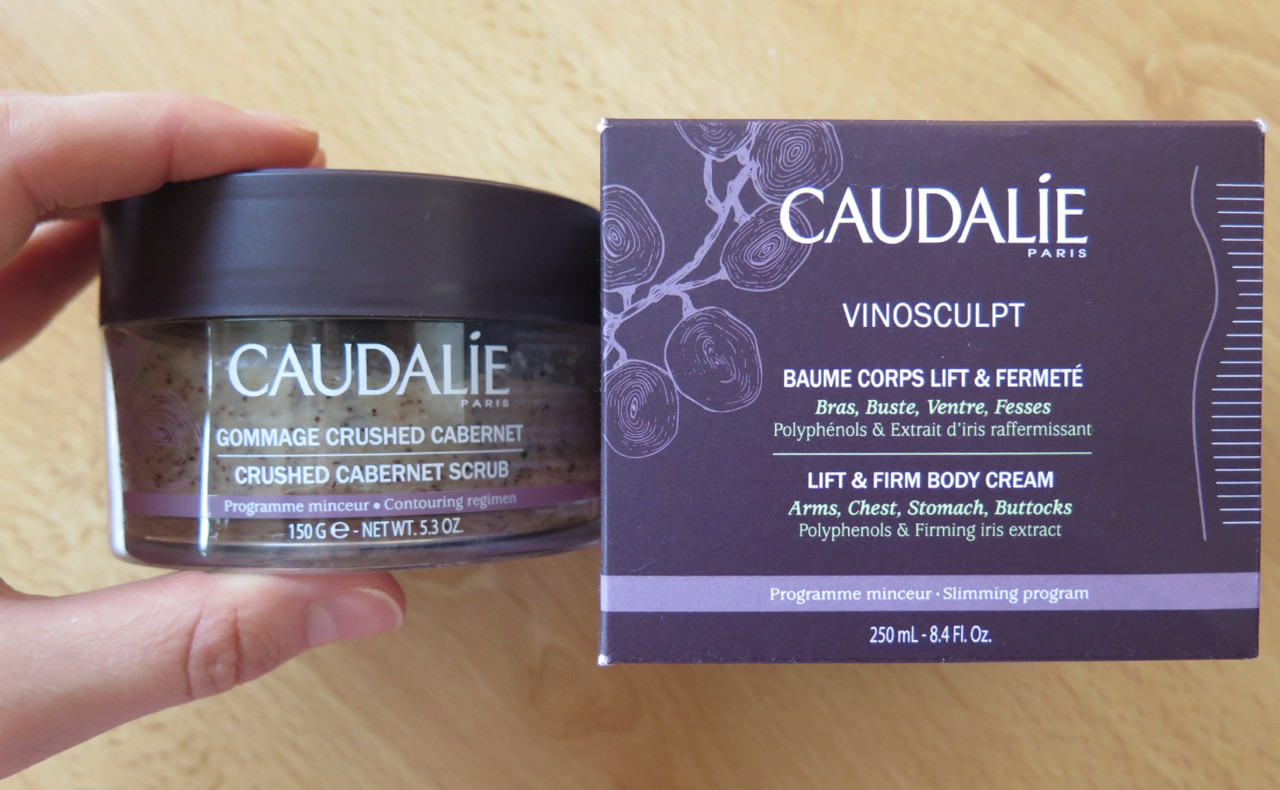 CAUDALÍE
PARIS
GOMMAGE CRUSHED CABERNET
CRUSHED CABERNET SCRUB
Programme minceur • Contouring regimen
150 G ℮ - NET WT. 5.3 OZ.
CAUDALÍE
PARIS
VINOSCULPT
BAUME CORPS LIFT & FERMETÉ
Bras, Buste, Ventre, Fesses
Polyphénols & Extrait d'iris raffermissant
LIFT & FIRM BODY CREAM
Arms, Chest, Stomach, Buttocks
Polyphenols & Firming iris extract
Programme minceur · Slimming program
250 mL - 8.4 Fl. Oz.